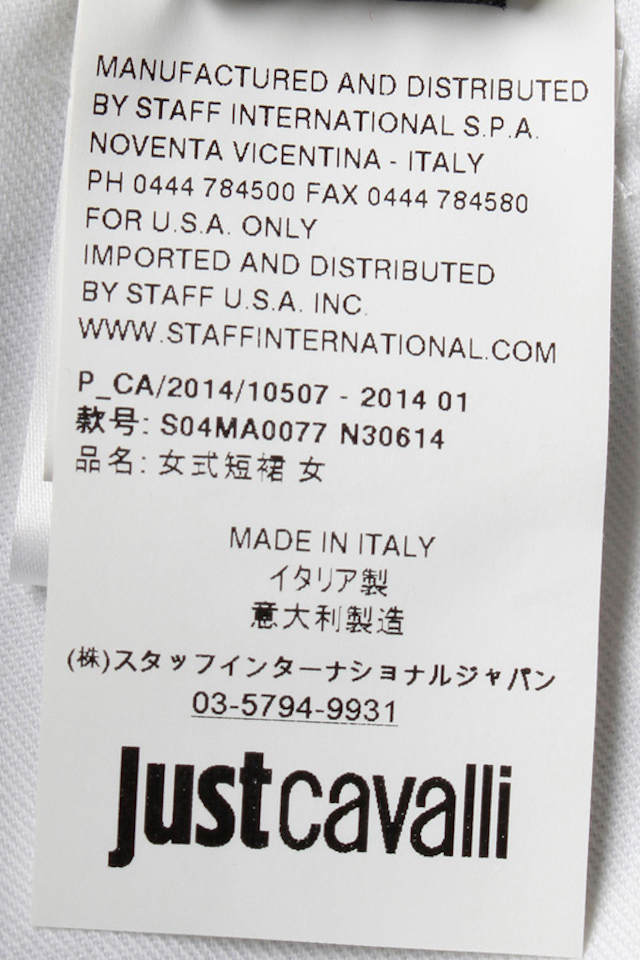 MANUFACTURED AND DISTRIBUTED
BY STAFF INTERNATIONAL S.P.A.
NOVENTA VICENTINA - ITALY
PH 0444 784500 FAX 0444 784580
FOR U.S.A. ONLY
IMPORTED AND DISTRIBUTED
BY STAFF U.S.A. INC.
WWW.STAFFINTERNATIONAL.COM
P_CA/2014/10507 - 2014 01
款号: S04MA0077 N30614
品名: 女式短裙 女
MADE IN ITALY
イタリア製
意大利製造
(株)スタッフインターナショナルジャパン
03-5794-9931
Just cavalli